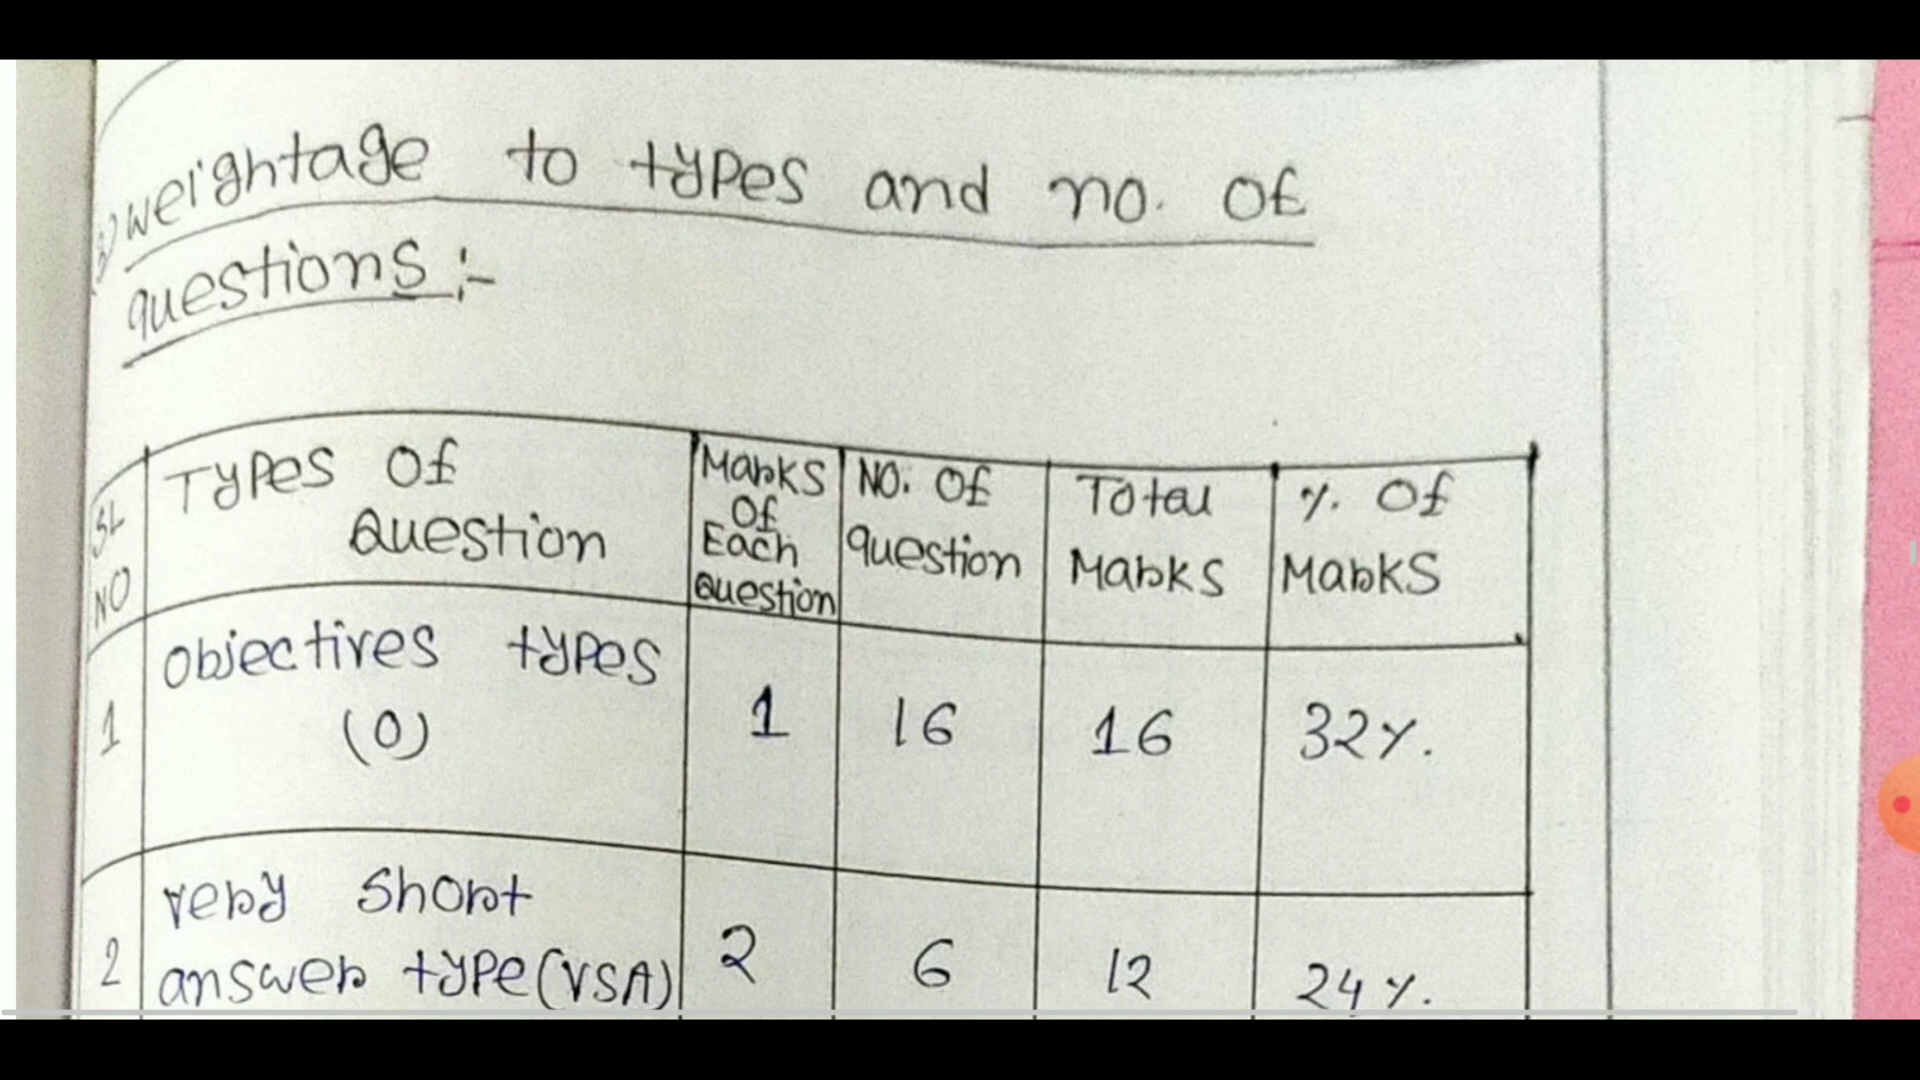 3) weightage to types and no. of
questions :-
SL NO | Types of Question | Marks Of Each Question | NO. Of question | Total Marks | % Of Marks
1 | Objectives types (O) | 1 | 16 | 16 | 32%.
2 | very short answer type (VSA) | 2 | 6 | 12 | 24%.